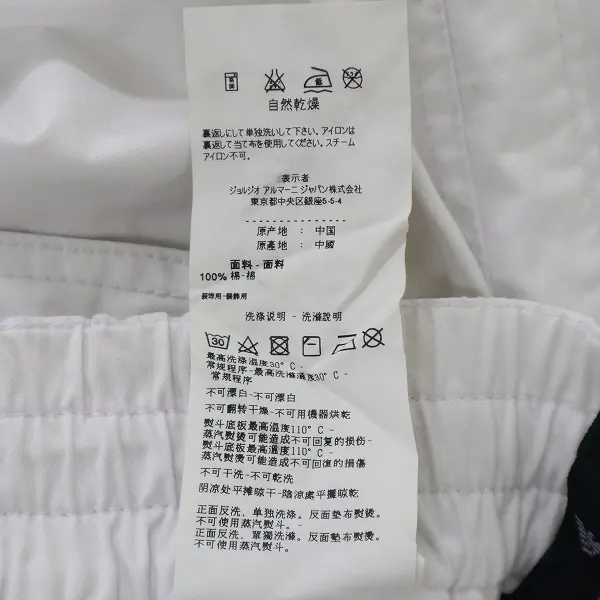 自然乾燥
裏返しにして単独洗いして下さい。アイロンは
裏返して当て布を使用してください。スチーム
アイロン不可。
表示者
ジョルジオ アルマーニ ジャパン株式会社
東京都中央区銀座5-5-4
原产地 : 中国
原產地 : 中國
面料 - 面料
100% 棉-棉
装饰用-裝飾用
洗涤说明 - 洗滌說明
30
最高洗涤温度30° C -
常规程序-最高洗滌溫度30° C -
常規程序
不可漂白-不可漂白
不可翻转干燥-不可用機器烘乾
熨斗底板最高温度110° C -
蒸汽熨烫可能造成不可回复的损伤-
熨斗底板最高溫度110° C -
蒸汽熨燙可能造成不可回復的損傷
不可干洗-不可乾洗
阴凉处平摊晾干-陰涼處平攤晾乾
正面反洗，单独洗涤。反面垫布熨烫。
不可使用蒸汽熨斗。-
正面反洗，單獨洗滌。反面墊布熨燙。
不可使用蒸汽熨斗。